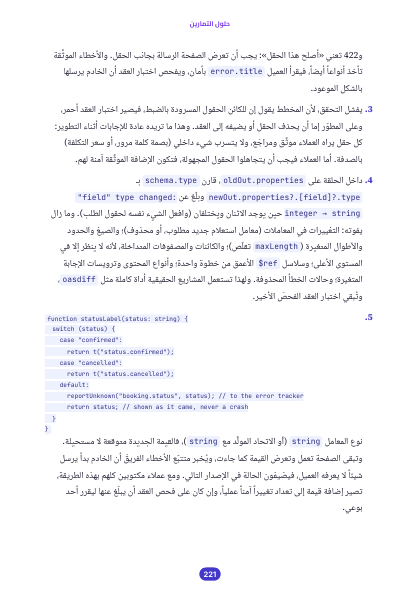 حلول التمارين
و422 تعني «أصلح هذا الحقل»: يجب أن تعرض الصفحة الرسالة بجانب الحقل. والأخطاء الموثَّقة
تأخذ أنواعاً أيضاً، فيقرأ العميل error.title بأمان، ويفحص اختبار العقد أن الخادم يرسلها
بالشكل الموعود.
3. يفشل التحقق، لأن المخطط يقول إن للكائن الحقول المسرودة بالضبط، فيصير اختبار العقد أحمر،
وعلى المطوّر إما أن يحذف الحقل أو يضيفه إلى العقد. وهذا ما تريده عادة للإجابات أثناء التطوير:
كل حقل يراه العملاء موثَّق ومراجَع، ولا يتسرب شيء داخلي (بصمة كلمة مرور، أو سعر التكلفة)
بالصدفة. أما العملاء فيجب أن يتجاهلوا الحقول المجهولة، فتكون الإضافة الموثَّقة آمنة لهم.
4. داخل الحلقة على oldOut.properties ، قارن schema.type بـ
newOut.properties?.[field]?.type وبلّغ عن "field" type changed:
integer → string حين يوجد الاثنان ويختلفان (وافعل الشيء نفسه لحقول الطلب). وما زال
يفوته: التغييرات في المعاملات (معامل استعلام جديد مطلوب، أو محذوف)؛ والصيغ والحدود
والأطوال المتغيرة ( maxLength تقلّص)؛ والكائنات والمصفوفات المتداخلة، لأنه لا ينظر إلا في
المستوى الأعلى؛ وسلاسل $ref الأعمق من خطوة واحدة؛ وأنواع المحتوى وترويسات الإجابة
المتغيرة؛ وحالات الخطأ المحذوفة. ولهذا تستعمل المشاريع الحقيقية أداة كاملة مثل oasdiff ،
وتُبقي اختبار العقد الفحصَ الأخير.
5.
function statusLabel(status: string) {
switch (status) {
case "confirmed":
return t("status.confirmed");
case "cancelled":
return t("status.cancelled");
default:
reportUnknown("booking.status", status); // to the error tracker
return status; // shown as it came, never a crash
}
}
نوع المعامل string (أو الاتحاد المولَّد مع string )، فالقيمة الجديدة متوقعة لا مستحيلة.
وتبقى الصفحة تعمل وتعرض القيمة كما جاءت، ويُخبر متتبّع الأخطاء الفريقَ أن الخادم بدأ يرسل
شيئاً لا يعرفه العميل، فيضيفون الحالة في الإصدار التالي. ومع عملاء مكتوبين كلهم بهذه الطريقة،
تصير إضافة قيمة إلى تعداد تغييراً آمناً عملياً، وإن كان على فحص العقد أن يبلّغ عنها ليقرر أحد
بوعي.
221